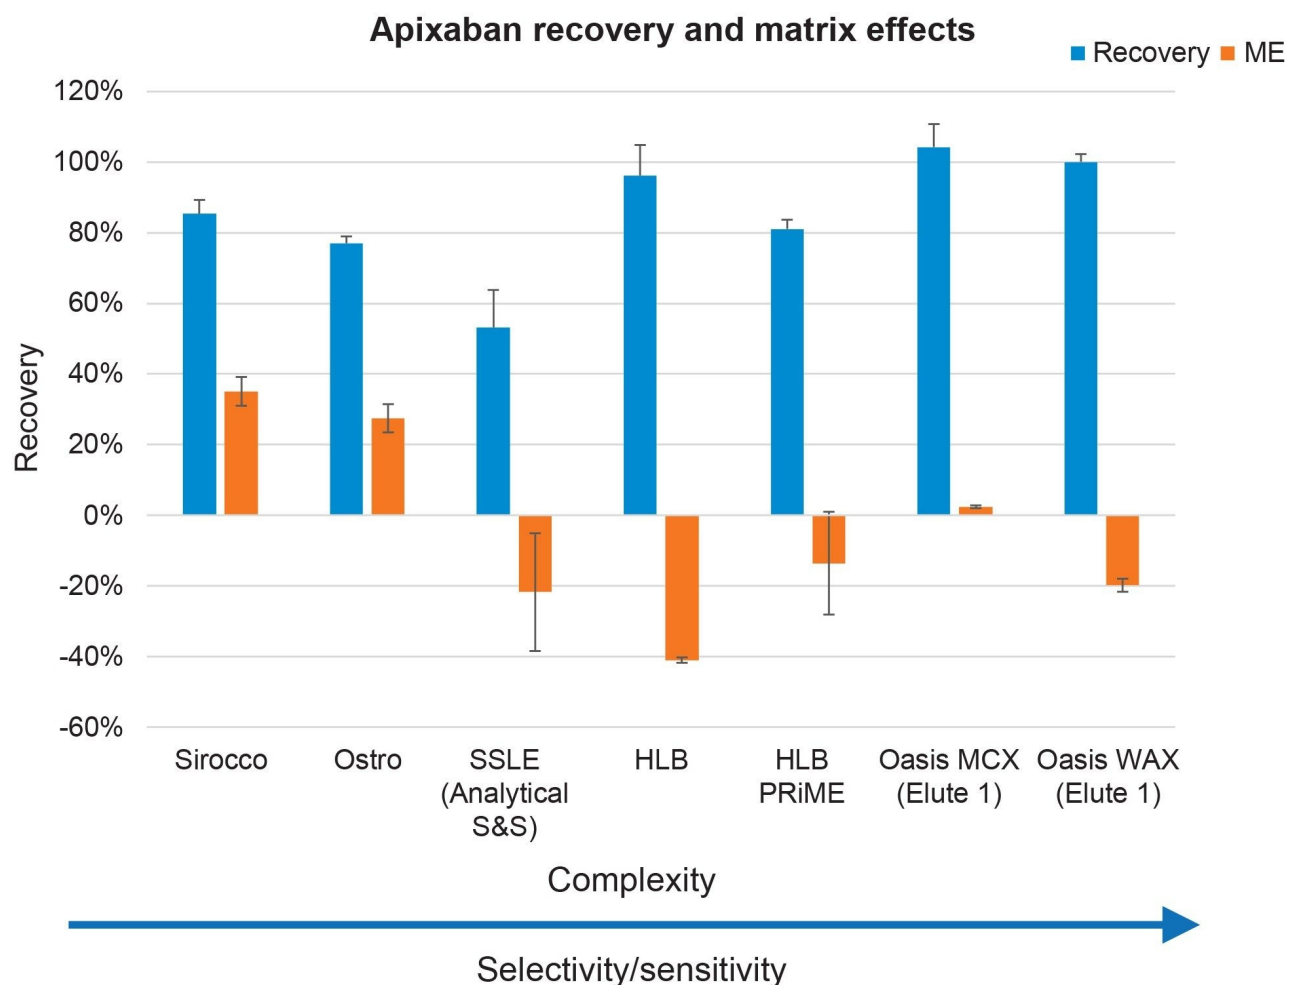 Apixaban recovery and matrix effects
Recovery ME
120%
100%
80%
60%
40%
20%
0%
-20%
-40%
-60%
Recovery
Sirocco
Ostro
SSLE
(Analytical
S&S)
HLB
HLB
PRiME
Oasis MCX
(Elute 1)
Oasis WAX
(Elute 1)
Complexity
Selectivity/sensitivity